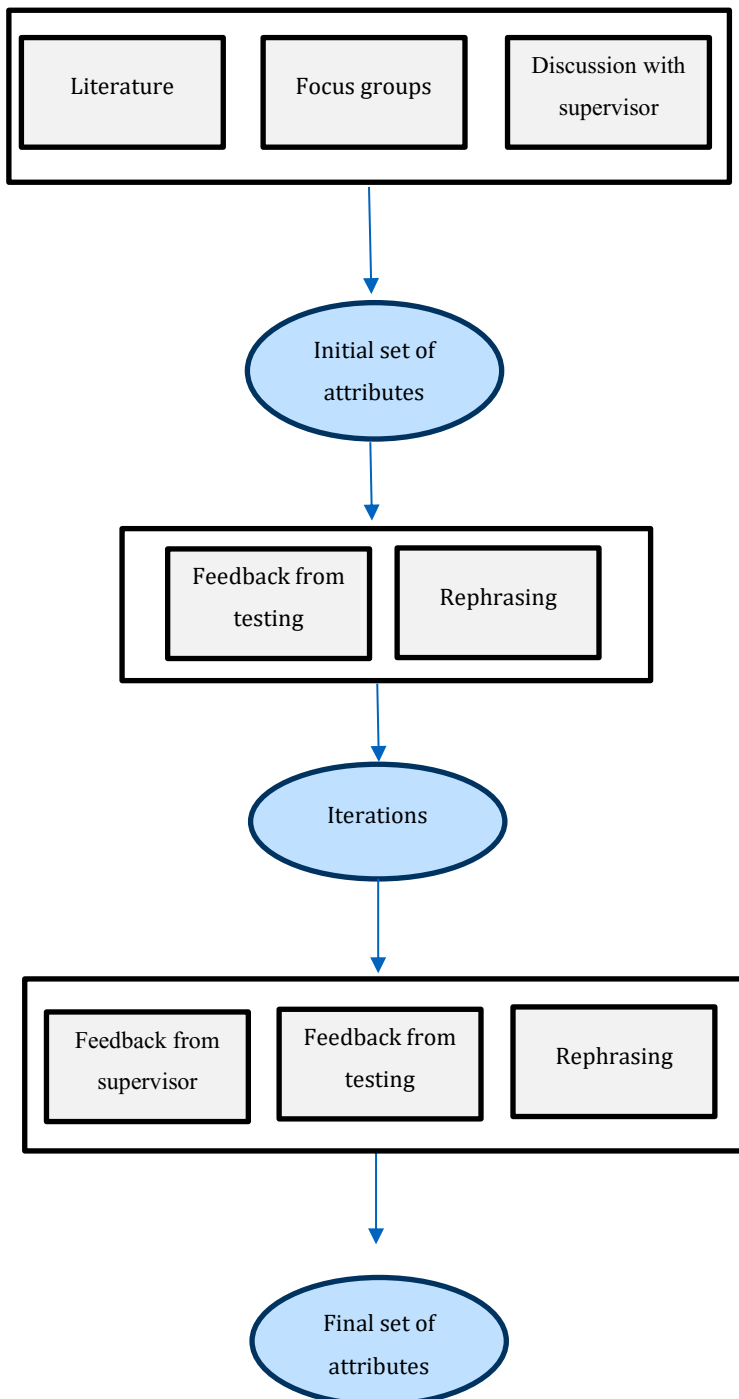 Literature
Focus groups
Discussion with
supervisor
Initial set of
attributes
Feedback from
testing
Rephrasing
Iterations
Feedback from
supervisor
Feedback from
testing
Rephrasing
Final set of
attributes